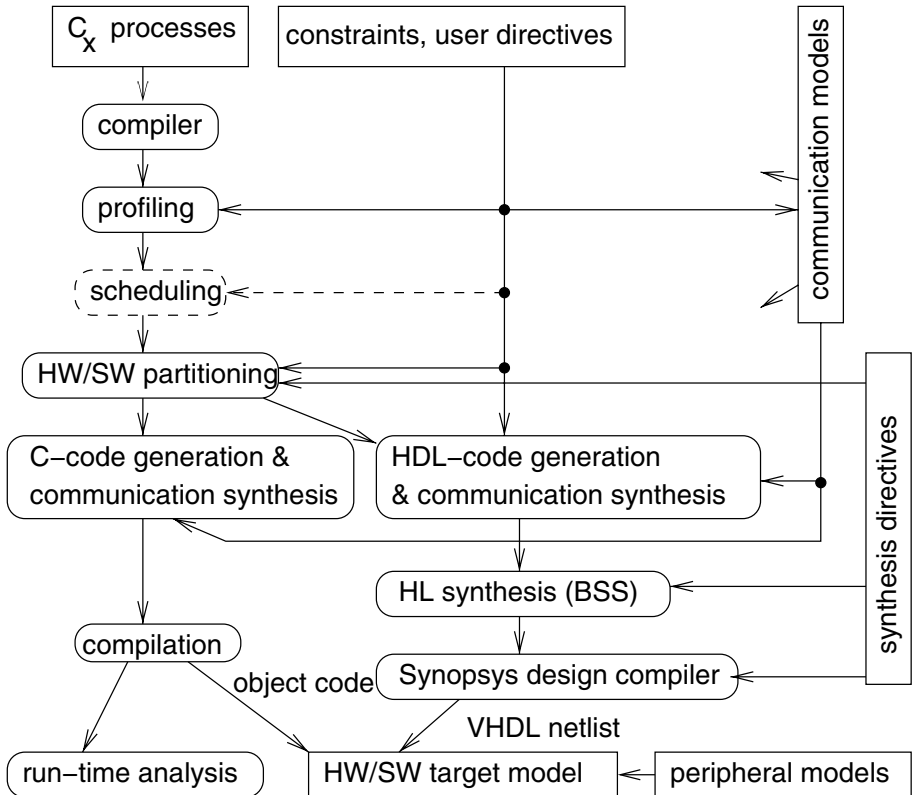 Cx processes
constraints, user directives
communication models
compiler
profiling
scheduling
HW/SW partitioning
C−code generation &
communication synthesis
HDL−code generation
& communication synthesis
synthesis directives
HL synthesis (BSS)
compilation
object code
Synopsys design compiler
VHDL netlist
run−time analysis
HW/SW target model
peripheral models